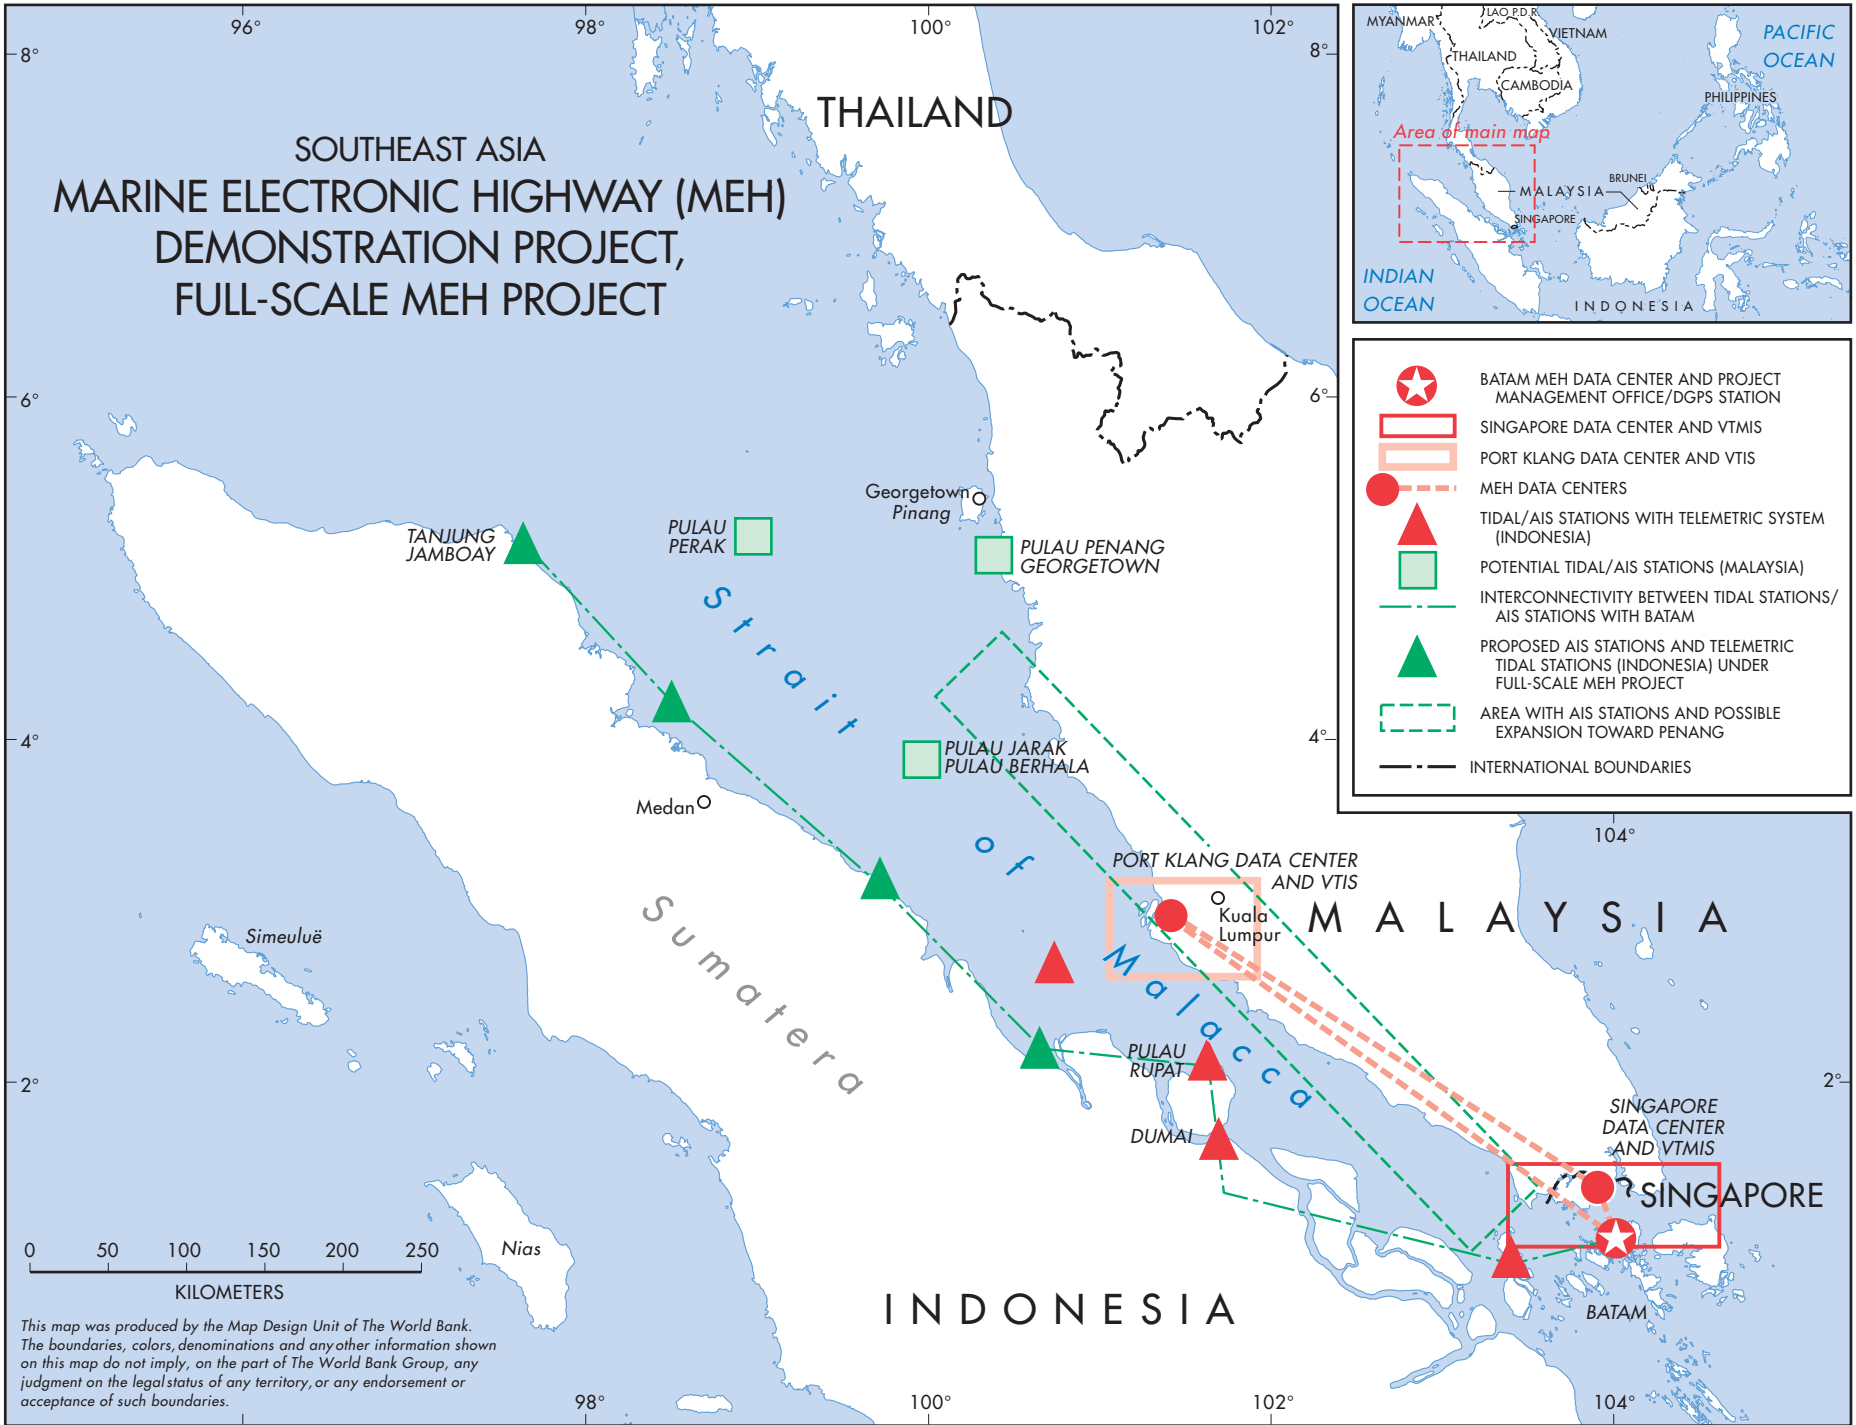 96°
98°
100°
102°
8°
8°
SOUTHEAST ASIA
MARINE ELECTRONIC HIGHWAY (MEH)
DEMONSTRATION PROJECT,
FULL-SCALE MEH PROJECT
THAILAND
MYANMAR
LAO P.D.R.
VIETNAM
THAILAND
CAMBODIA
PACIFIC
OCEAN
PHILIPPINES
Area of main map
BRUNEI
MALAYSIA
SINGAPORE
INDIAN
OCEAN
INDONESIA
BATAM MEH DATA CENTER AND PROJECT
MANAGEMENT OFFICE/DGPS STATION
SINGAPORE DATA CENTER AND VTMIS
PORT KLANG DATA CENTER AND VTIS
MEH DATA CENTERS
TIDAL/AIS STATIONS WITH TELEMETRIC SYSTEM
(INDONESIA)
POTENTIAL TIDAL/AIS STATIONS (MALAYSIA)
INTERCONNECTIVITY BETWEEN TIDAL STATIONS/
AIS STATIONS WITH BATAM
PROPOSED AIS STATIONS AND TELEMETRIC
TIDAL STATIONS (INDONESIA) UNDER
FULL-SCALE MEH PROJECT
AREA WITH AIS STATIONS AND POSSIBLE
EXPANSION TOWARD PENANG
INTERNATIONAL BOUNDARIES
6°
6°
Georgetown
Pinang
TANJUNG
JAMBOAY
PULAU
PERAK
PULAU PENANG
GEORGETOWN
Strait of Malacca
4°
4°
PULAU JARAK
PULAU BERHALA
Medan
104°
PORT KLANG DATA CENTER
AND VTIS
Kuala
Lumpur
MALAYSIA
Sumatera
Simeuluë
2°
2°
PULAU
RUPAT
DUMAI
SINGAPORE
DATA CENTER
AND VTMIS
SINGAPORE
BATAM
Nias
INDONESIA
0 50 100 150 200 250
KILOMETERS
This map was produced by the Map Design Unit of The World Bank.
The boundaries, colors, denominations and any other information shown
on this map do not imply, on the part of The World Bank Group, any
judgment on the legal status of any territory, or any endorsement or
acceptance of such boundaries.
98°
100°
102°
104°